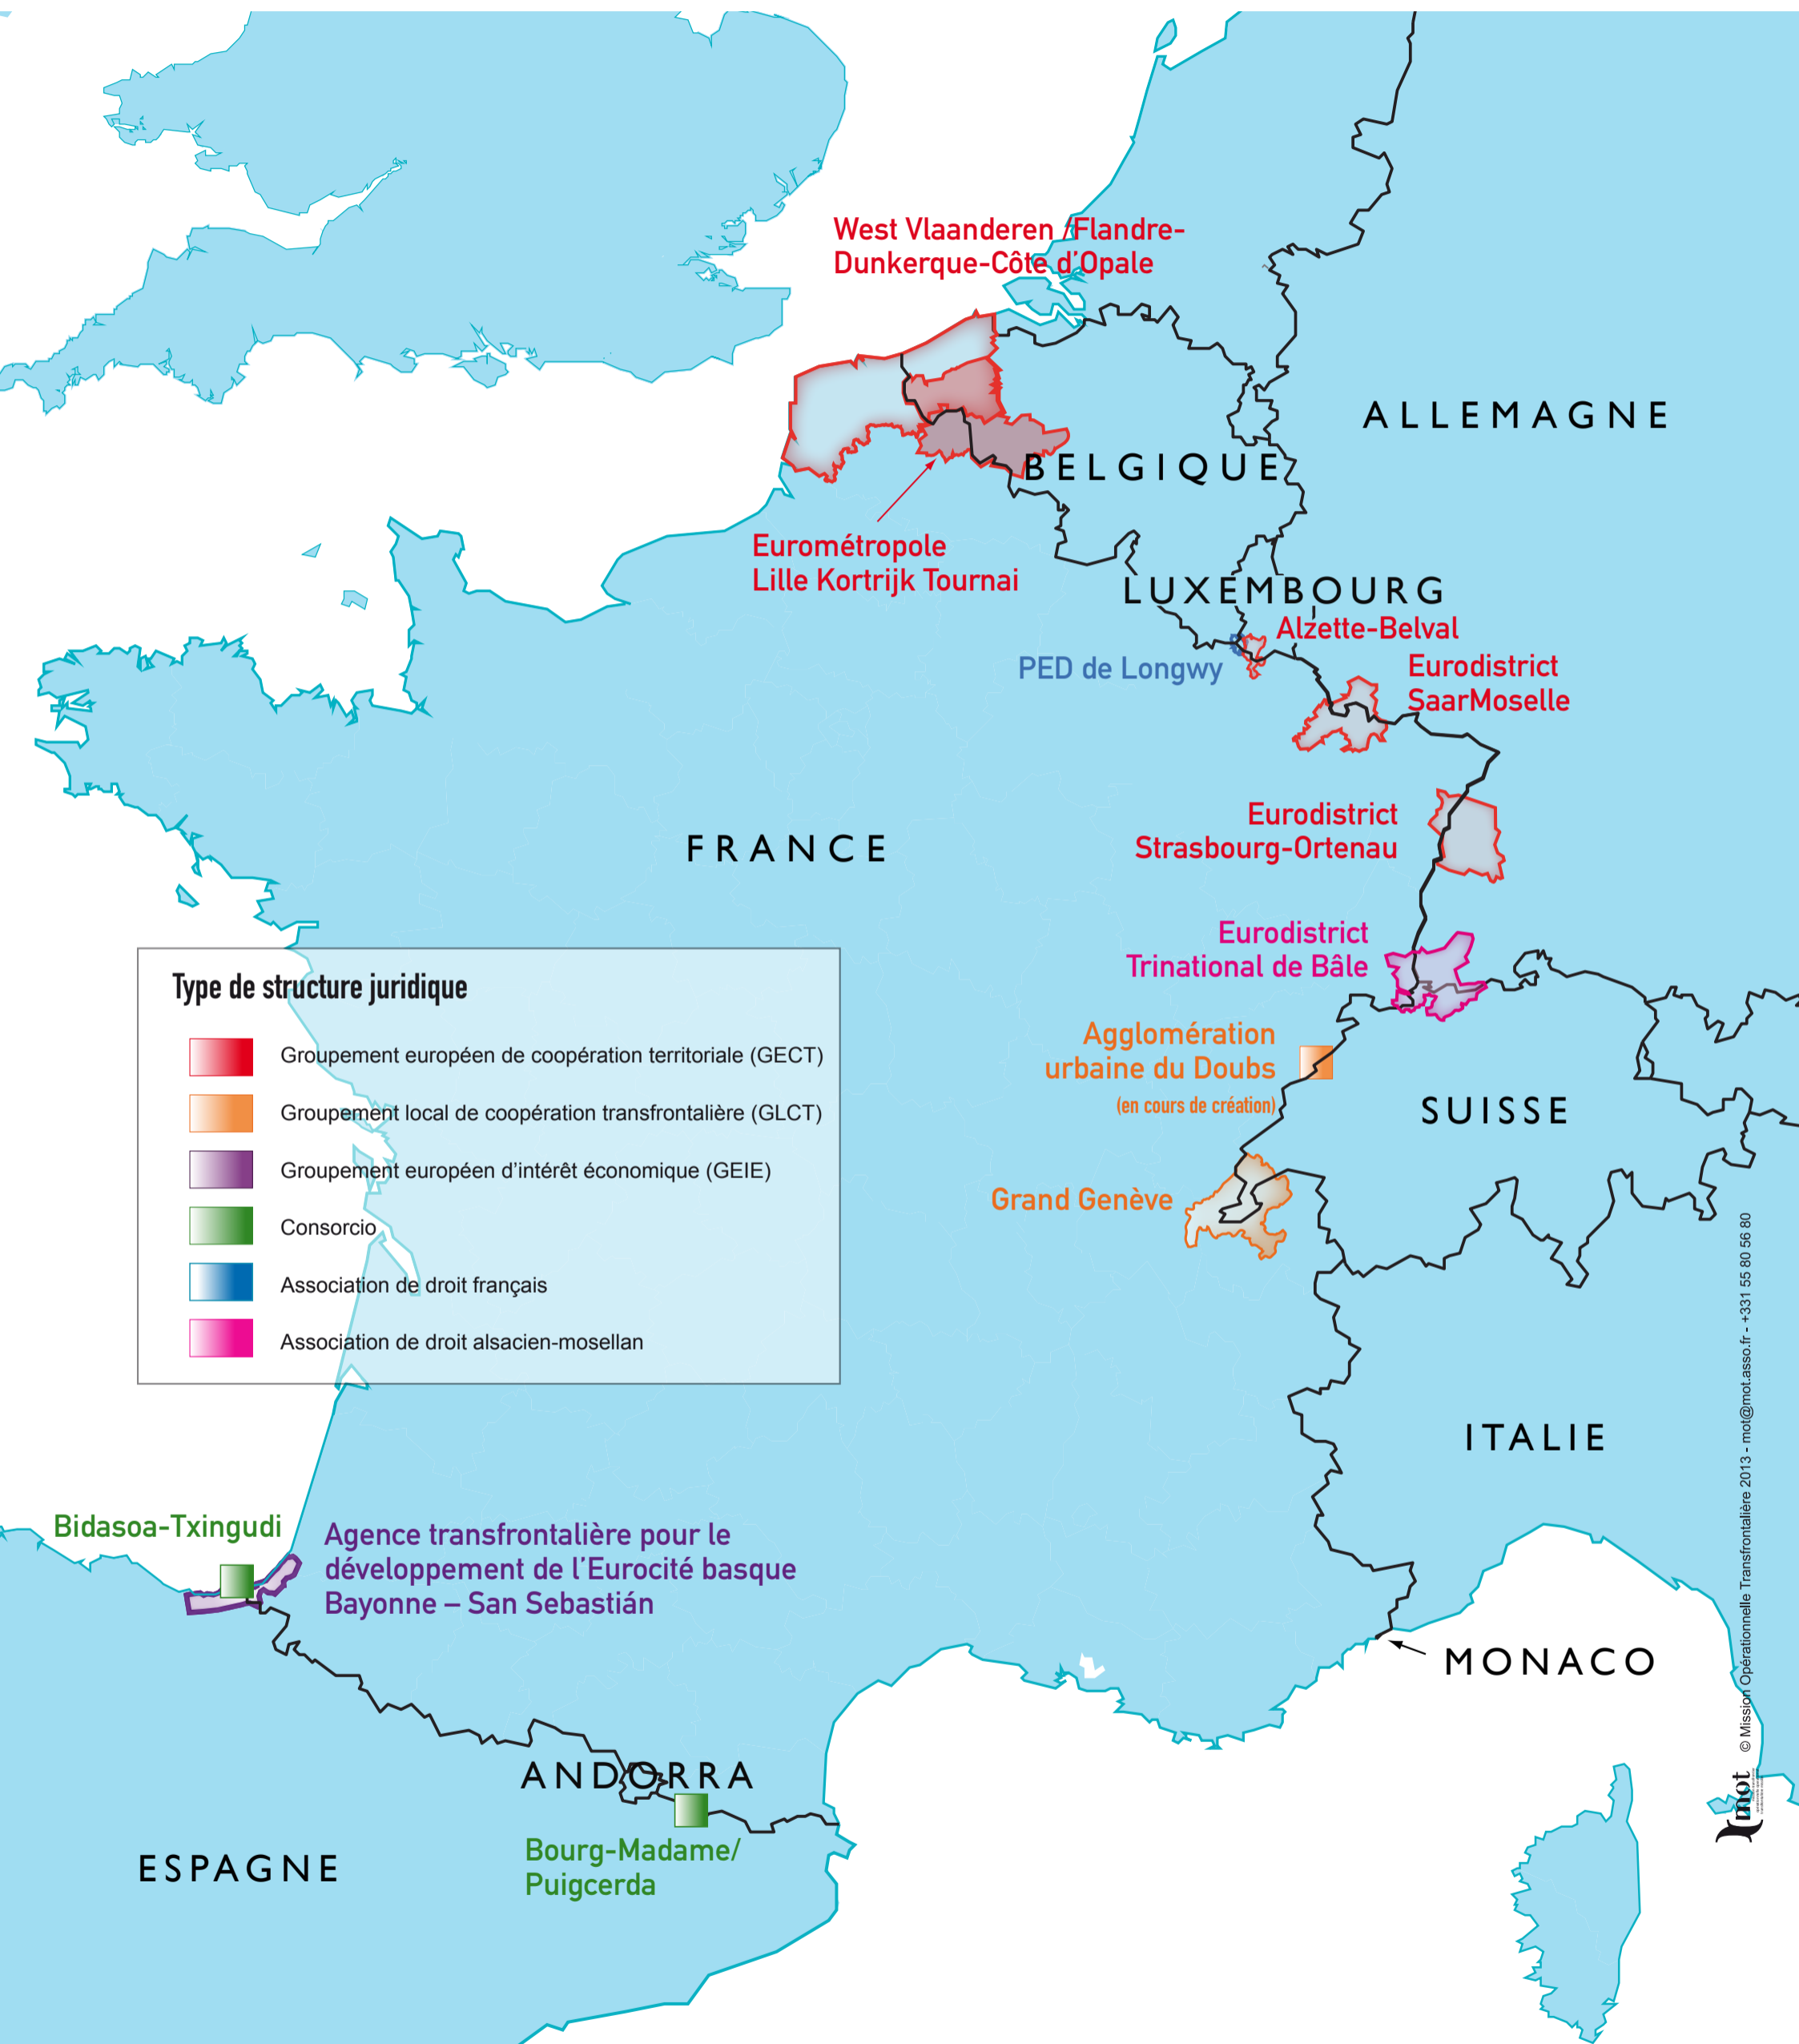 West Vlaanderen /Flandre-
Dunkerque-Côte d'Opale
ALLEMAGNE
BELGIQUE
Eurométropole
Lille Kortrijk Tournai
LUXEMBOURG
Alzette-Belval
PED de Longwy
Eurodistrict
SaarMoselle
Eurodistrict
Strasbourg-Ortenau
FRANCE
Eurodistrict
Trinational de Bâle
Type de structure juridique
Groupement européen de coopération territoriale (GECT)
Groupement local de coopération transfrontalière (GLCT)
Groupement européen d'intérêt économique (GEIE)
Consorcio
Association de droit français
Association de droit alsacien-mosellan
Agglomération
urbaine du Doubs
(en cours de création)
SUISSE
Grand Genève
ITALIE
Bidasoa-Txingudi
Agence transfrontalière pour le
développement de l'Eurocité basque
Bayonne – San Sebastián
MONACO
ANDORRA
Bourg-Madame/
Puigcerda
ESPAGNE
© Mission Opérationnelle Transfrontalière 2013 - mot@mot.asso.fr - +331 55 80 56 80
mot